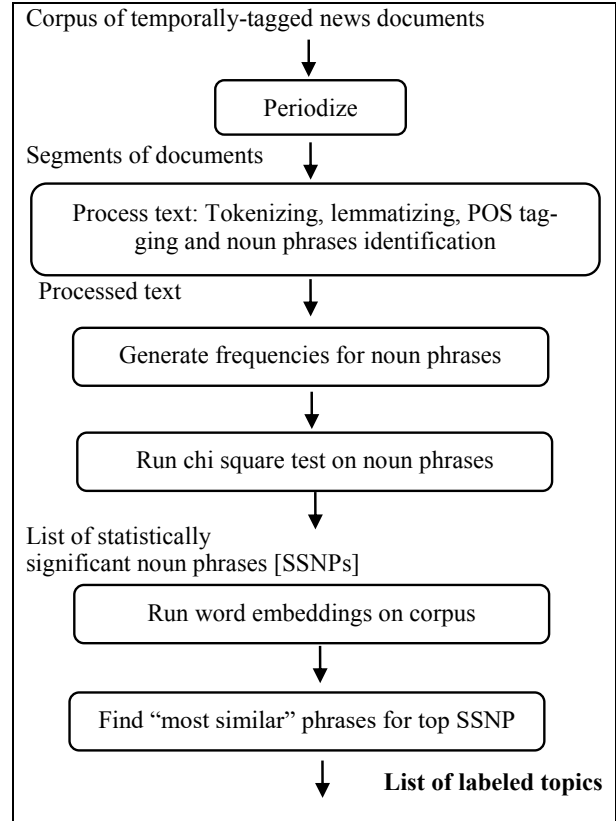 Corpus of temporally-tagged news documents
Periodize
Segments of documents
Process text: Tokenizing, lemmatizing, POS tag-
ging and noun phrases identification
Processed text
Generate frequencies for noun phrases
Run chi square test on noun phrases
List of statistically
significant noun phrases [SSNPs]
Run word embeddings on corpus
Find “most similar” phrases for top SSNP
List of labeled topics